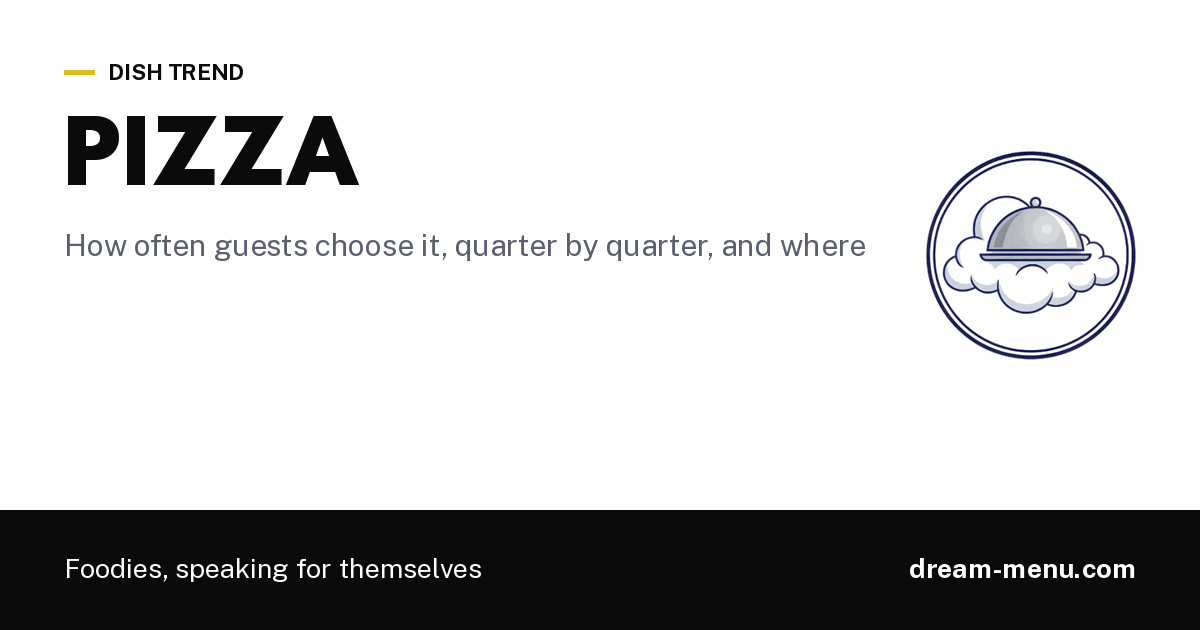 DISH TREND
PIZZA
How often guests choose it, quarter by quarter, and where
Foodies, speaking for themselves
dream-menu.com